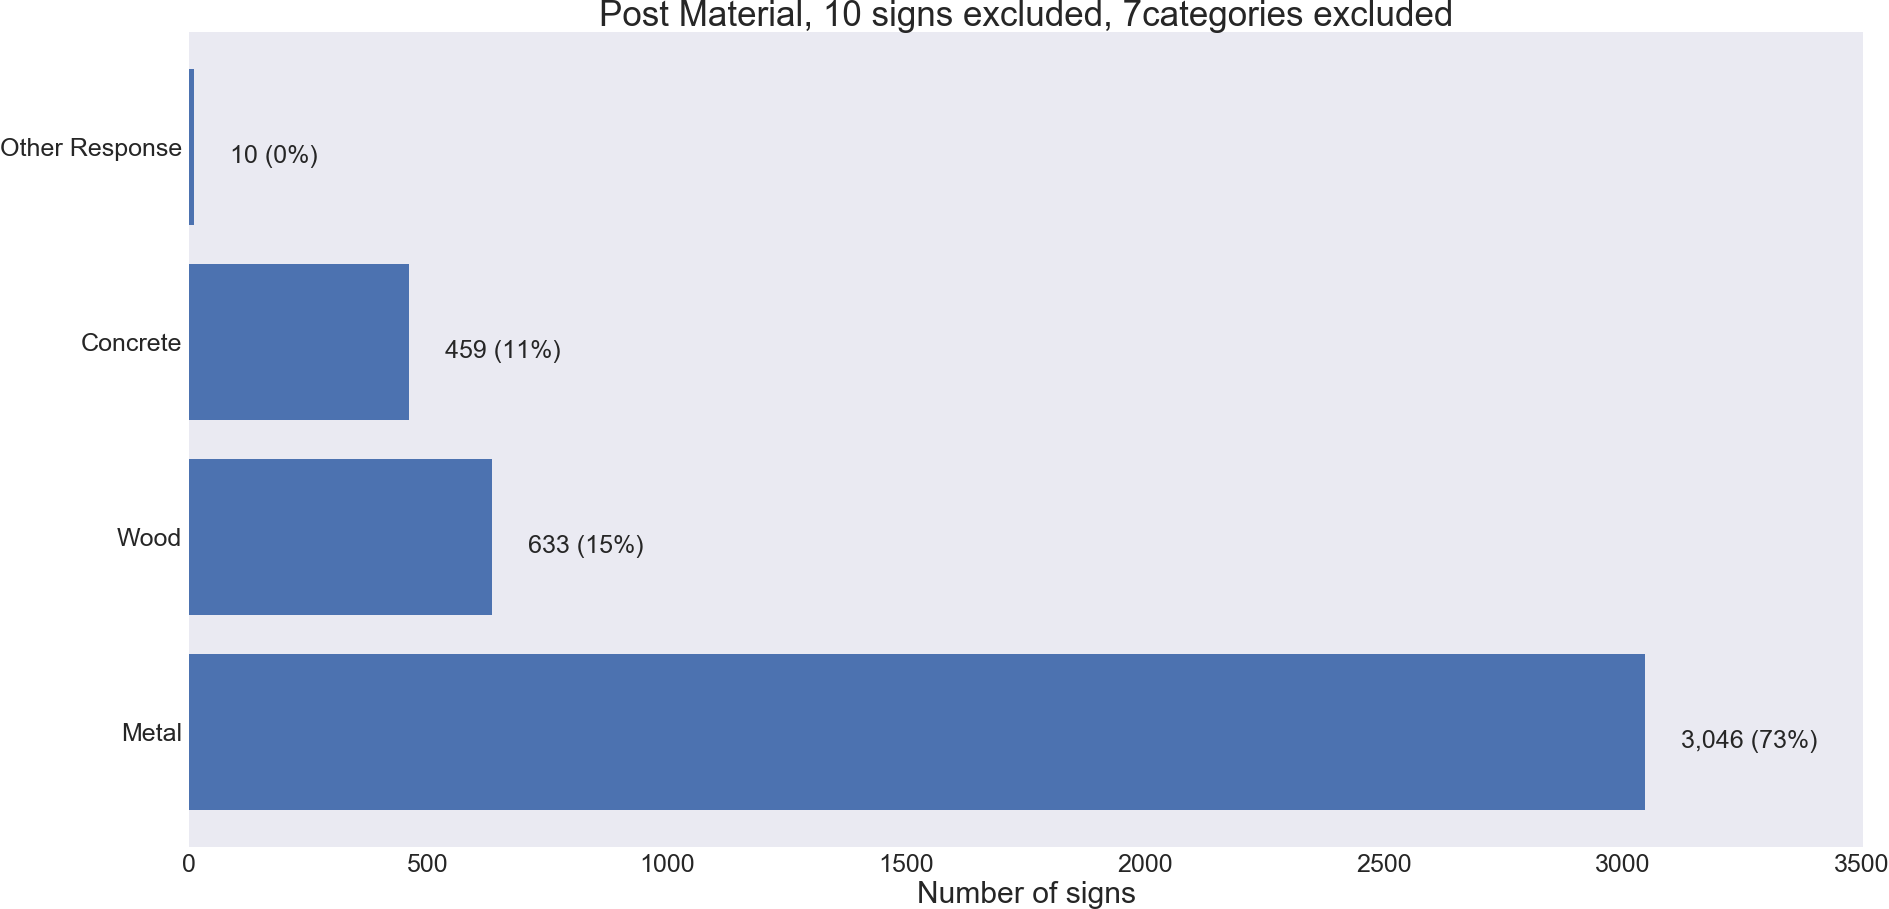 Post Material, 10 signs excluded, 7categories excluded
Other Response
10 (0%)
Concrete
459 (11%)
Wood
633 (15%)
Metal
3,046 (73%)
0 500 1000 1500 2000 2500 3000 3500
Number of signs